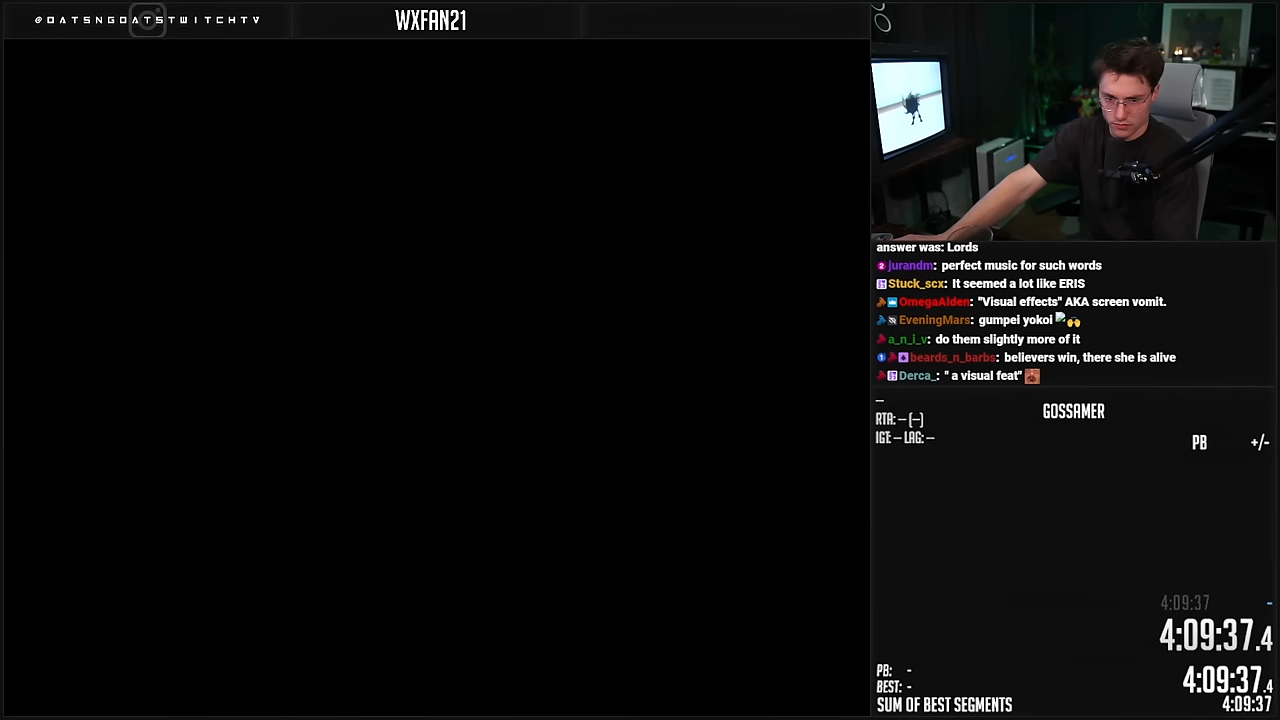 @OATSNGOATSTWITCHTV
WXFAN21
answer was: Lords
jurandm: perfect music for such words
Stuck_scx: It seemed a lot like ERIS
OmegaAlden: "Visual effects" AKA screen vomit.
EveningMars: gumpei yokoi
a_n_i_v: do them slightly more of it
beards_n_barbs: believers win, there she is alive
Derca_: " a visual feat"
—
RTA: — (—)
GOSSAMER
IGT: — LAG: —
PB +/-
4:09:37 -
4:09:37.4
PB: -
4:09:37.4
BEST: -
SUM OF BEST SEGMENTS 4:09:37